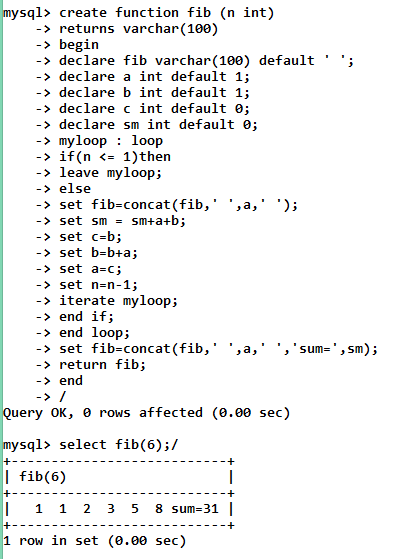 mysql> create function fib (n int)
    -> returns varchar(100)
    -> begin
    -> declare fib varchar(100) default ' ';
    -> declare a int default 1;
    -> declare b int default 1;
    -> declare c int default 0;
    -> declare sm int default 0;
    -> myloop : loop
    -> if(n <= 1)then
    -> leave myloop;
    -> else
    -> set fib=concat(fib,' ',a,' ');
    -> set sm = sm+a+b;
    -> set c=b;
    -> set b=b+a;
    -> set a=c;
    -> set n=n-1;
    -> iterate myloop;
    -> end if;
    -> end loop;
    -> set fib=concat(fib,' ',a,' ','sum=',sm);
    -> return fib;
    -> end
    -> /
Query OK, 0 rows affected (0.00 sec)
mysql> select fib(6);/
+----------------------------+
| fib(6)                     |
+----------------------------+
|   1  1  2  3  5  8 sum=31 |
+----------------------------+
1 row in set (0.00 sec)